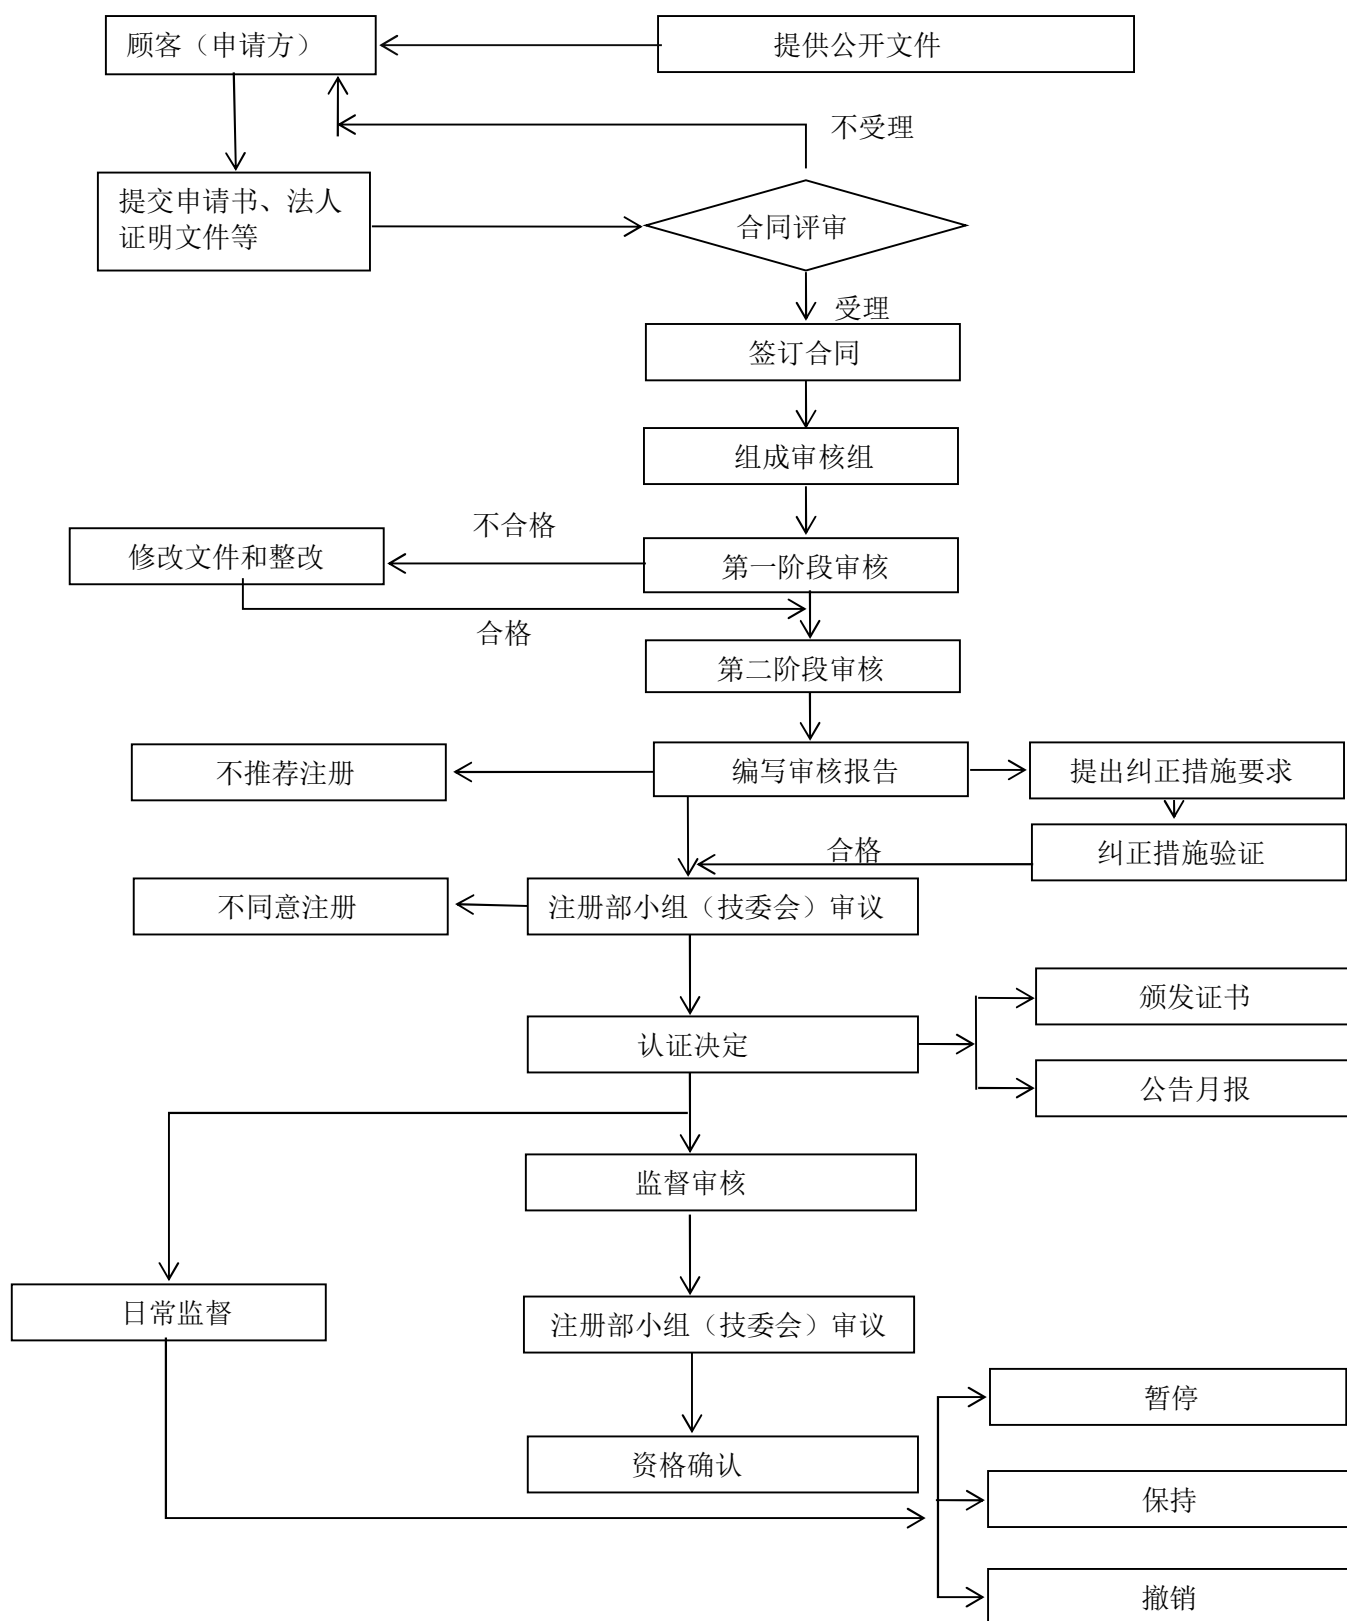 顾客（申请方）
提供公开文件
不受理
提交申请书、法人
证明文件等
合同评审
受理
签订合同
组成审核组
不合格
修改文件和整改
第一阶段审核
合格
第二阶段审核
不推荐注册
编写审核报告
提出纠正措施要求
合格
纠正措施验证
不同意注册
注册部小组（技委会）审议
颁发证书
认证决定
公告月报
监督审核
日常监督
注册部小组（技委会）审议
暂停
资格确认
保持
撤销